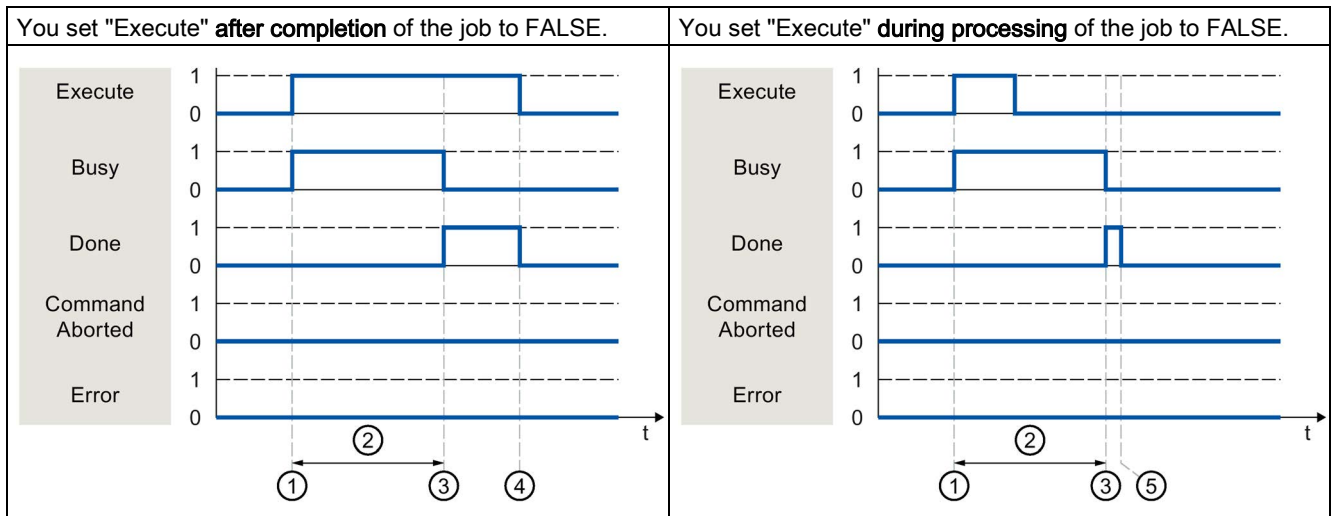 You set "Execute" after completion of the job to FALSE.
You set "Execute" during processing of the job to FALSE.
Execute
1
0
Busy
1
0
Done
1
0
Command
Aborted
1
0
Error
1
0
t
②
① ③ ④
Execute
1
0
Busy
1
0
Done
1
0
Command
Aborted
1
0
Error
1
0
t
②
① ③ ⑤